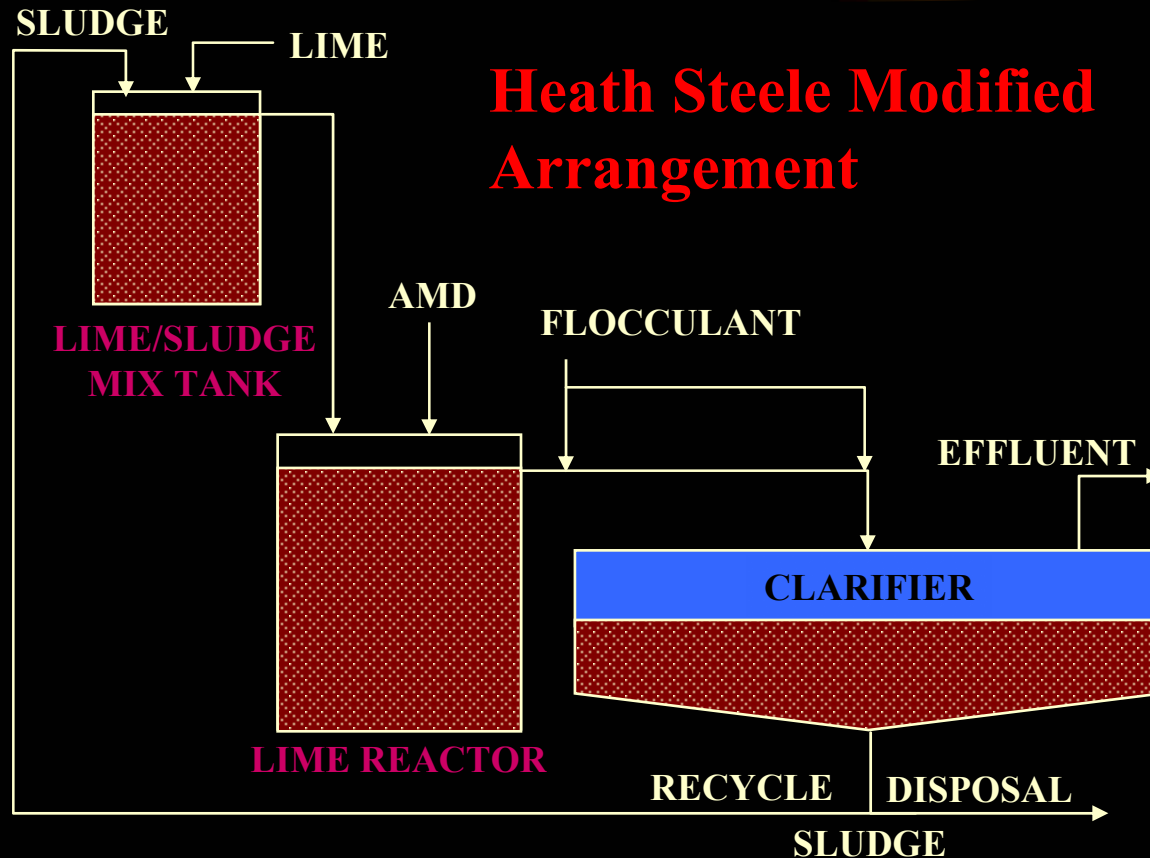 SLUDGE
LIME
Heath Steele Modified
Arrangement
LIME/SLUDGE
MIX TANK
AMD
FLOCCULANT
EFFLUENT
CLARIFIER
LIME REACTOR
RECYCLE
DISPOSAL
SLUDGE